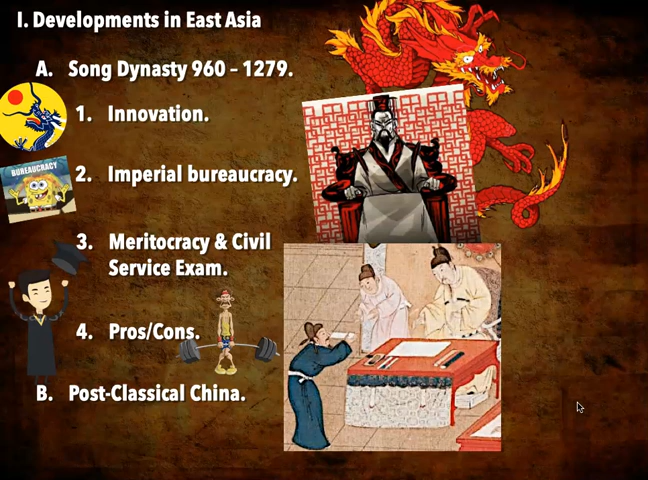 I. Developments in East Asia
A. Song Dynasty 960 – 1279.
1. Innovation.
BUREAUCRACY
2. Imperial bureaucracy.
3. Meritocracy & Civil
Service Exam.
4. Pros/Cons.
B. Post-Classical China.